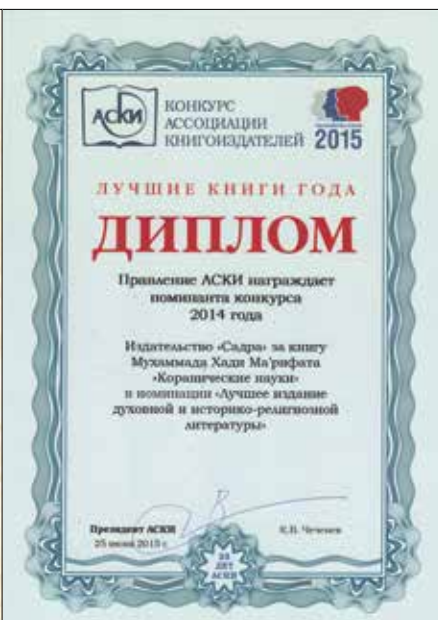 АСКИ
КОНКУРС
АССОЦИАЦИИ
КНИГОИЗДАТЕЛЕЙ
2015
ЛУЧШИЕ КНИГИ ГОДА
ДИПЛОМ
Правление АСКИ награждает
номинанта конкурса
2014 года
Издательство «Садра» за книгу
Мухаммада Хади Ма'рифата
«Коранические науки»
в номинации «Лучшее издание
духовной и историко-религиозной
литературы»
Президент АСКИ
К.В. Чеченев
25 2015 г.
25
ЛЕТ
АСКИ